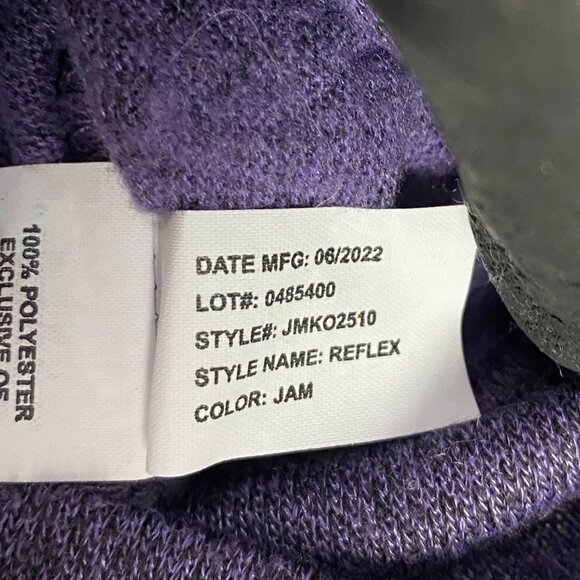 100% POLYESTER
EXCLUSIVE OF
DATE MFG: 06/2022
LOT#: 0485400
STYLE#: JMKO2510
STYLE NAME: REFLEX
COLOR: JAM